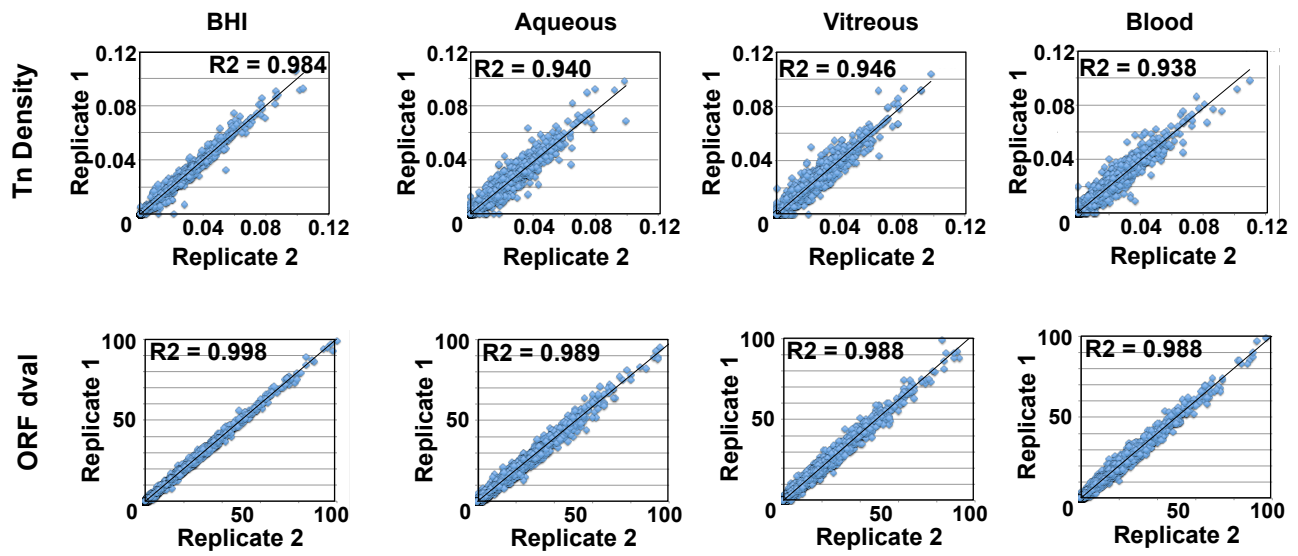 BHI
Aqueous
Vitreous
Blood
Tn Density
Replicate 1
0.12
0.08
0.04
0
R2 = 0.984
0 0.04 0.08 0.12
Replicate 2
Replicate 1
0.12
0.08
0.04
0
R2 = 0.940
0.04 0.08 0.12
Replicate 2
Replicate 1
0.12
0.08
0.04
0
R2 = 0.946
0.04 0.08 0.12
Replicate 2
Replicate 1
0.12
0.08
0.04
0
R2 = 0.938
0.04 0.08 0.12
Replicate 2
ORF dval
Replicate 1
100
50
0
R2 = 0.998
50 100
Replicate 2
Replicate 1
100
50
0
R2 = 0.989
50 100
Replicate 2
Replicate 1
100
50
0
R2 = 0.988
50 100
Replicate 2
Replicate 1
100
50
0
R2 = 0.988
50 100
Replicate 2